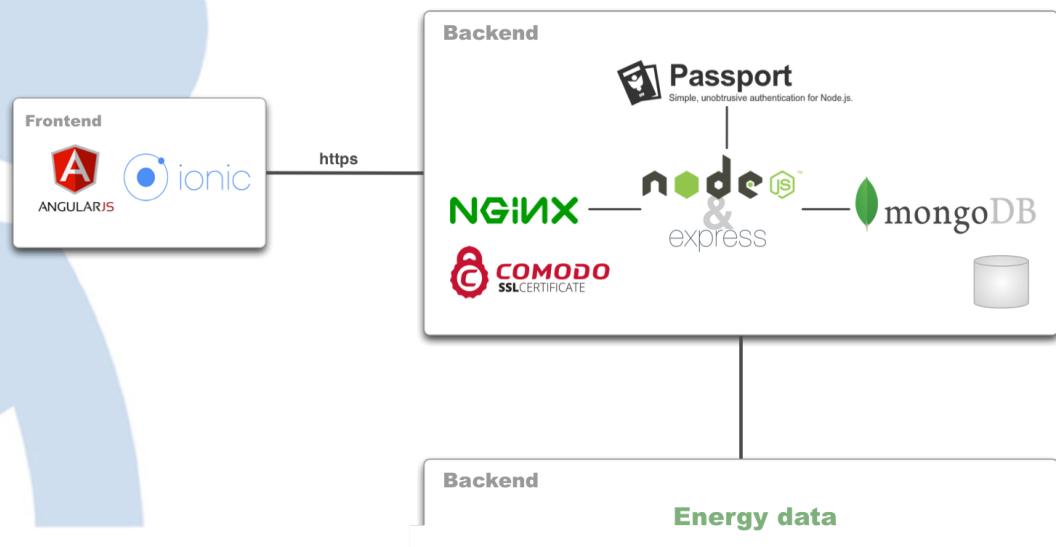 Backend
Passport
Simple, unobtrusive authentication for Node.js.
Frontend
https
ionic
ANGULARJS
node JS ™
NGiNX
&
mongoDB
express
COMODO
SSLCERTIFICATE
Backend
Energy data